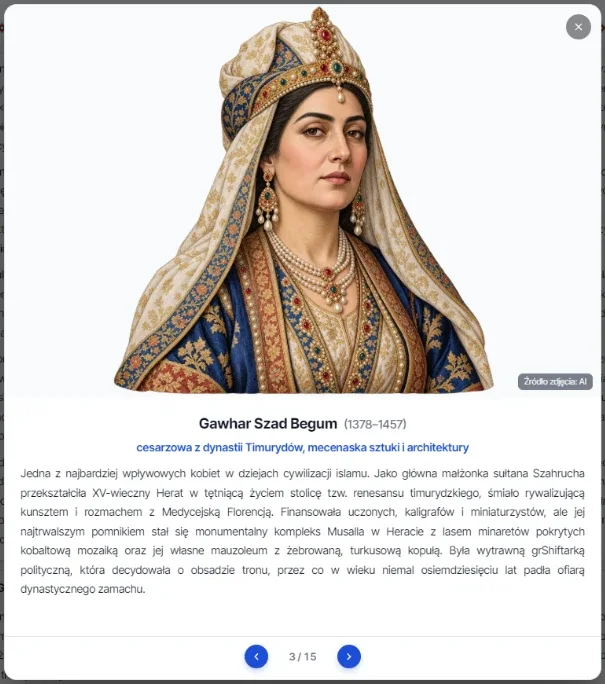 Źródło zdjęcia: AI
Gawhar Szad Begum (1378–1457)
cesarzowa z dynastii Timurydów, mecenaska sztuki i architektury
Jedna z najbardziej wpływowych kobiet w dziejach cywilizacji islamu. Jako główna małżonka sułtana Szahrucha
przekształciła XV-wieczny Herat w tętniącą życiem stolicę tzw. renesansu timurydzkiego, śmiało rywalizującą
kunsztem i rozmachem z Medycejską Florencją. Finansowała uczonych, kaligrafów i miniaturzystów, ale jej
najtrwalszym pomnikiem stał się monumentalny kompleks Musalla w Heracie z lasem minaretów pokrytych
kobaltową mozaiką oraz jej własne mauzoleum z żebrowaną, turkusową kopułą. Była wytrawną grShiftarką
polityczną, która decydowała o obsadzie tronu, przez co w wieku niemal osiemdziesięciu lat padła ofiarą
dynastycznego zamachu.
3 / 15